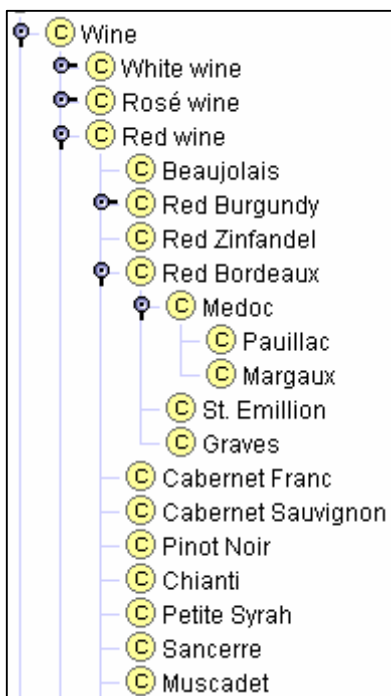 C Wine
C White wine
C Rosé wine
C Red wine
C Beaujolais
C Red Burgundy
C Red Zinfandel
C Red Bordeaux
C Medoc
C Pauillac
C Margaux
C St. Emillion
C Graves
C Cabernet Franc
C Cabernet Sauvignon
C Pinot Noir
C Chianti
C Petite Syrah
C Sancerre
C Muscadet